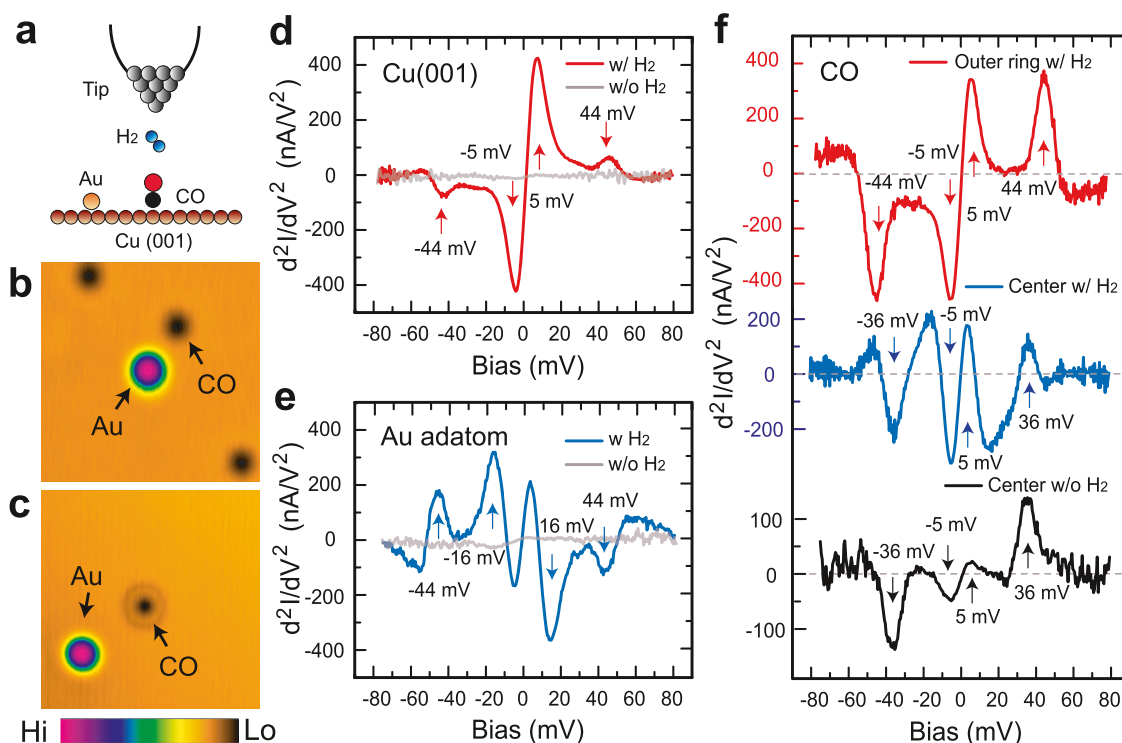 a
Tip
H2
Au
CO
Cu (001)
b
Au
CO
c
Au
CO
Hi
Lo
d
Cu(001)
w/ H2
w/o H2
44 mV
-5 mV
5 mV
-44 mV
400
200
0
-200
-400
d²I/dV² (nA/V²)
-80 -60 -40 -20 0 20 40 60 80
Bias (mV)
e
Au adatom
w H2
w/o H2
44 mV
16 mV
-16 mV
-44 mV
400
200
0
-200
-400
d²I/dV² (nA/V²)
-80 -60 -40 -20 0 20 40 60 80
Bias (mV)
f
CO
Outer ring w/ H2
-5 mV
-44 mV
44 mV
5 mV
400
200
0
-200
-400
d²I/dV² (nA/V²)
Center w/ H2
-36 mV
-5 mV
36 mV
5 mV
200
0
-200
d²I/dV² (nA/V²)
Center w/o H2
-5 mV
-36 mV
5 mV
36 mV
100
0
-100
-80 -60 -40 -20 0 20 40 60 80
Bias (mV)